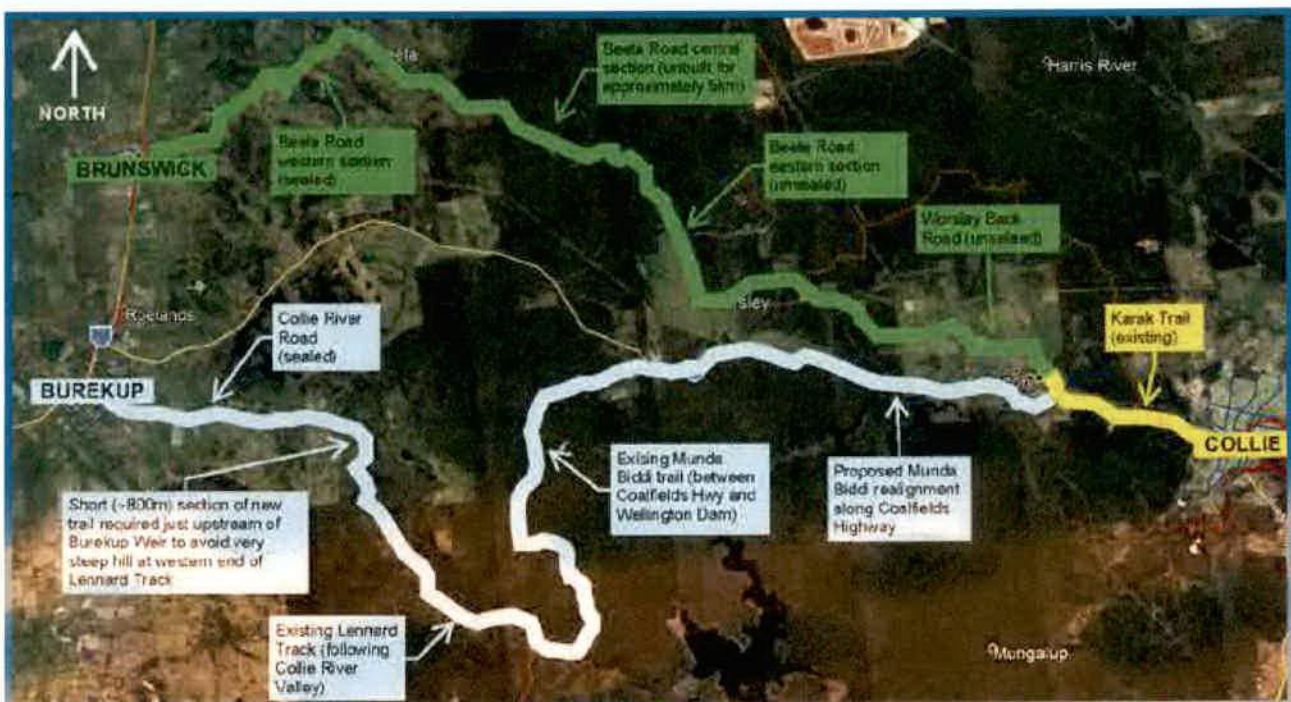 NORTH
BRUNSWICK
Beela Road
western section
(sealed)
Beela Road central
section (unbuilt for
approximately 5km)
Harris River
Beela Road
eastern section
(unsealed)
Worsley Back
Road (unsealed)
sley
Roelands
Collie River
Road
(sealed)
Karak Trail
(existing)
BUREKUP
COLLIE
Short (~800m) section of new
trail required just upstream of
Burekup Weir to avoid very
steep hill at western end of
Lennard Track
Exising Munda
Biddi trail (between
Coalfields Hwy and
Wellington Dam)
Proposed Munda
Biddi realignment
along Coalfields
Highway
Existing Lennard
Track (following
Collie River
Valley)
Mungalup